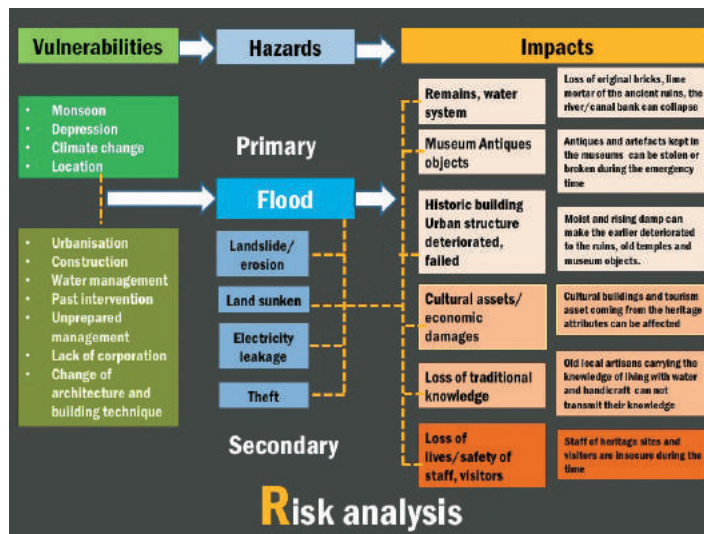 Vulnerabilities
Hazards
Impacts
• Monsoon
• Depression
• Climate change
• Location
• Urbanisation
• Construction
• Water management
• Past intervention
• Unprepared
management
• Lack of corporation
• Change of
architecture and
building technique
Primary
Flood
Landslide/
erosion
Land sunken
Electricity
leakage
Theft
Secondary
Remains, water
system
Loss of original bricks, lime
mortar of the ancient ruins, the
river/canal bank can collapse
Museum Antiques
objects
Antiques and artefacts kept in
the museums can be stolen or
broken during the emergency
time
Historic building
Urban structure
deteriorated,
failed
Moist and rising damp can
make the earlier deteriorated
to the ruins, old temples and
museum objects.
Cultural assets/
economic
damages
Cultural buildings and tourism
asset coming from the heritage
attributes can be affected
Loss of traditional
knowledge
Old local artisans carrying the
knowledge of living with water
and handicraft can not
transmit their knowledge
Loss of
lives/safety of
staff, visitors
Staff of heritage sites and
visitors are insecure during the
time
Risk analysis